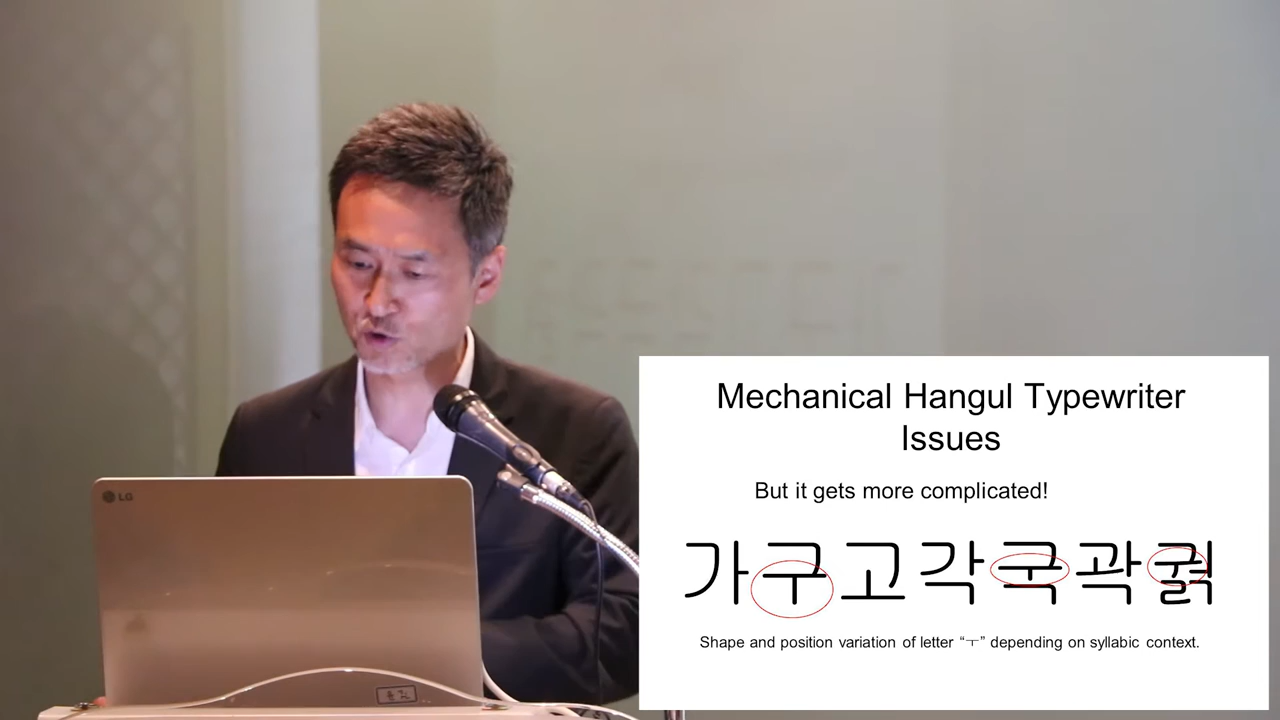 LG
Mechanical Hangul Typewriter
Issues
But it gets more complicated!
가구고각국곽궑
Shape and position variation of letter “ㅜ” depending on syllabic context.